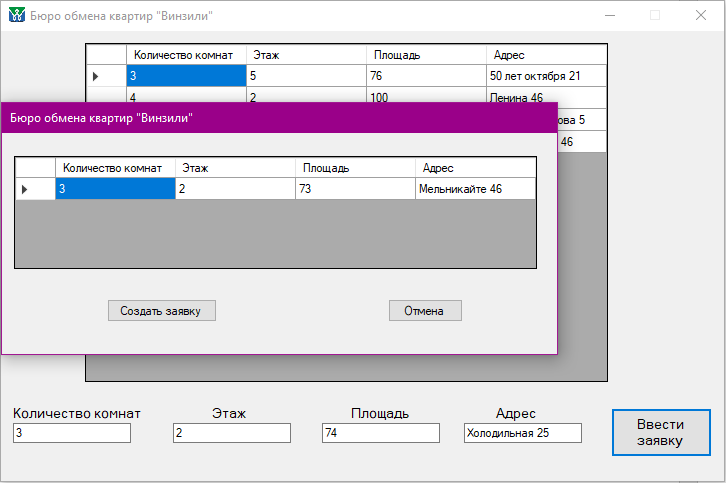 Бюро обмена квартир "Винзили"
Количество комнат Этаж Площадь Адрес
3 5 76 50 лет октября 21
4 2 100 Ленина 46
ова 5
46
Бюро обмена квартир "Винзили"
Количество комнат Этаж Площадь Адрес
3 2 73 Мельникайте 46
Создать заявку Отмена
Количество комнат Этаж Площадь Адрес
3 2 74 Холодильная 25
Ввести
заявку